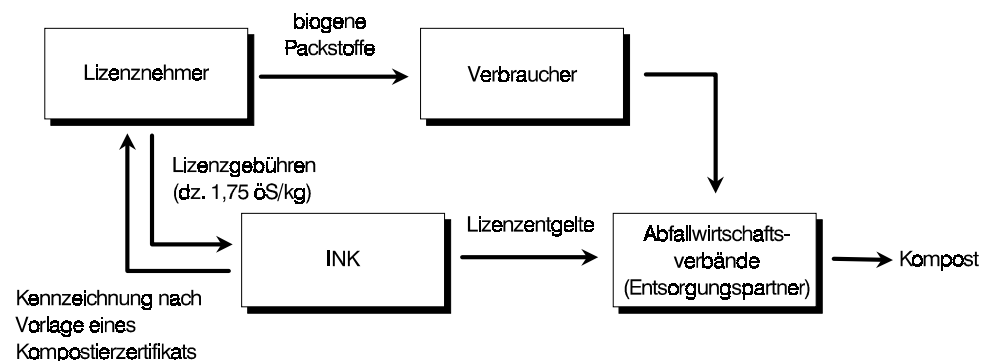 biogene
Packstoffe
Lizenznehmer
Verbraucher
Lizenzgebühren
(dz. 1,75 öS/kg)
INK
Lizenzentgelte
Abfallwirtschafts-
verbände
(Entsorgungspartner)
Kompost
Kennzeichnung nach
Vorlage eines
Kompostierzertifikats